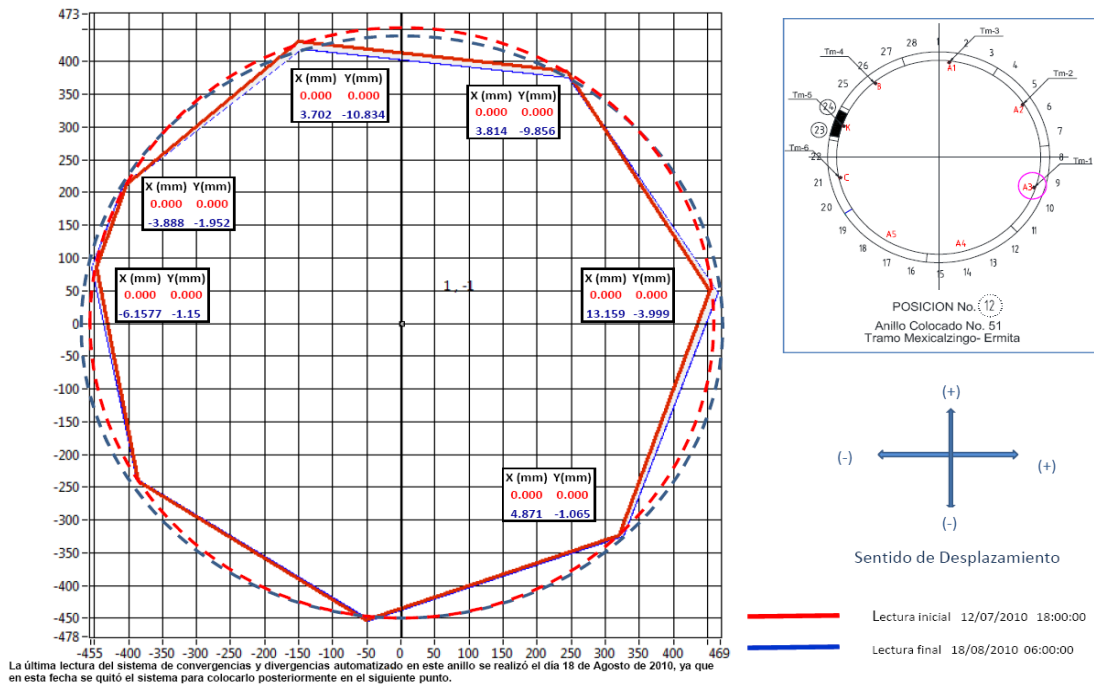 473
400
350
300
250
200
150
100
50
0
-50
-100
-150
-200
-250
-300
-350
-400
-450
-478
-455 -400 -350 -300 -250 -200 -150 -100 -50 0 50 100 150 200 250 300 350 400 469
X (mm) Y(mm)
0.000 0.000
3.702 -10.834
X (mm) Y(mm)
0.000 0.000
3.814 -9.856
X (mm) Y(mm)
0.000 0.000
-3.888 -1.952
X (mm) Y(mm)
0.000 0.000
-6.1577 -1.15
1 , -1
X (mm) Y(mm)
0.000 0.000
13.159 -3.999
X (mm) Y(mm)
0.000 0.000
4.871 -1.065
La última lectura del sistema de convergencias y divergencias automatizado en este anillo se realizó el día 18 de Agosto de 2010, ya que
en esta fecha se quitó el sistema para colocarlo posteriormente en el siguiente punto.
Tm-3
Tm-4
Tm-2
Tm-5
Tm-6
Tm-1
1
2
3
4
5
6
7
8
9
10
11
12
13
14
15
16
17
18
19
20
21
22
23
24
25
26
27
28
A1
A2
A3
A4
A5
B
K
C
POSICION No. 12
Anillo Colocado No. 51
Tramo Mexicalzingo- Ermita
(+)
(-)
(+)
(-)
Sentido de Desplazamiento
Lectura inicial 12/07/2010 18:00:00
Lectura final 18/08/2010 06:00:00